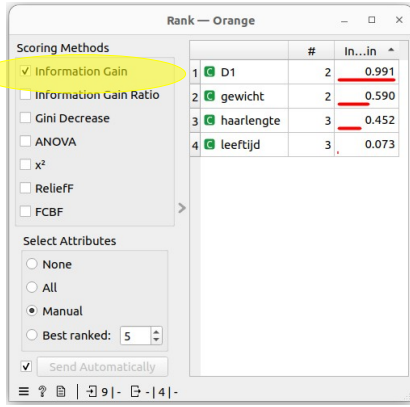 Rank — Orange
Scoring Methods
Information Gain
Information Gain Ratio
Gini Decrease
ANOVA
x²
ReliefF
FCBF
Select Attributes
None
All
Manual
Best ranked: 5
Send Automatically
# In…in
1 C D1 2 0.991
2 C gewicht 2 0.590
3 C haarlengte 3 0.452
4 C leeftijd 3 0.073
9 | - - | 4 | -